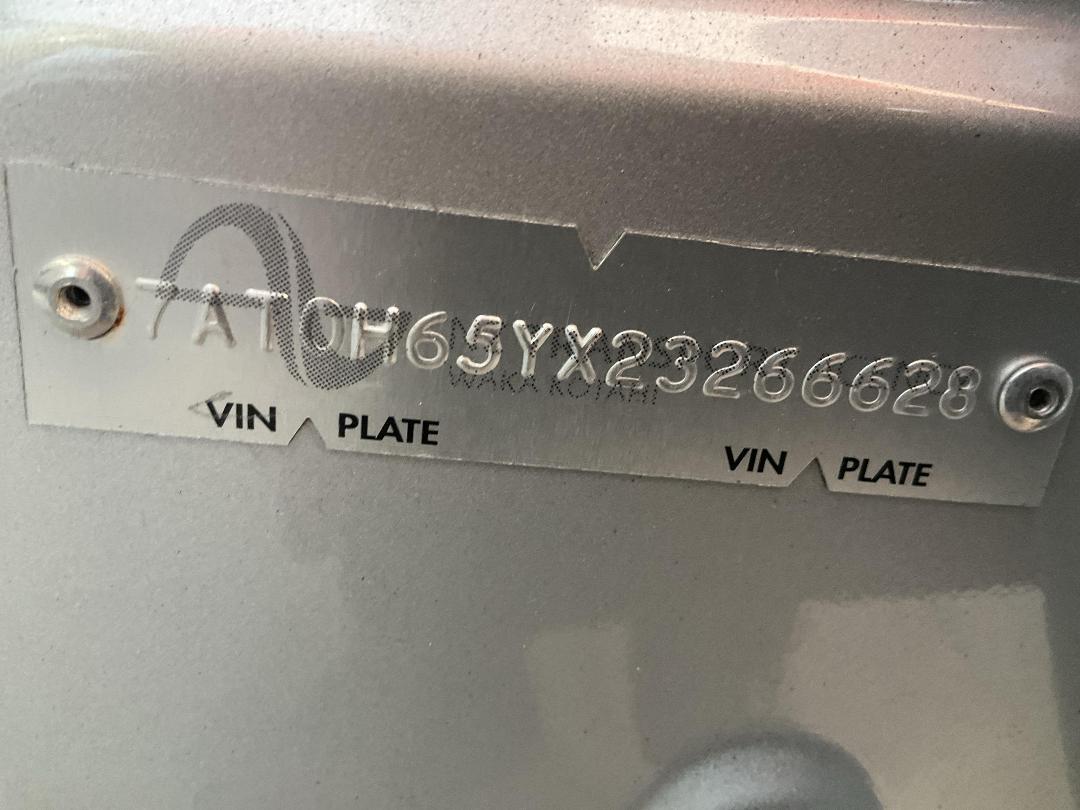 7AT0H65YX23266628
WAKA KOTAHI
VIN PLATE VIN PLATE